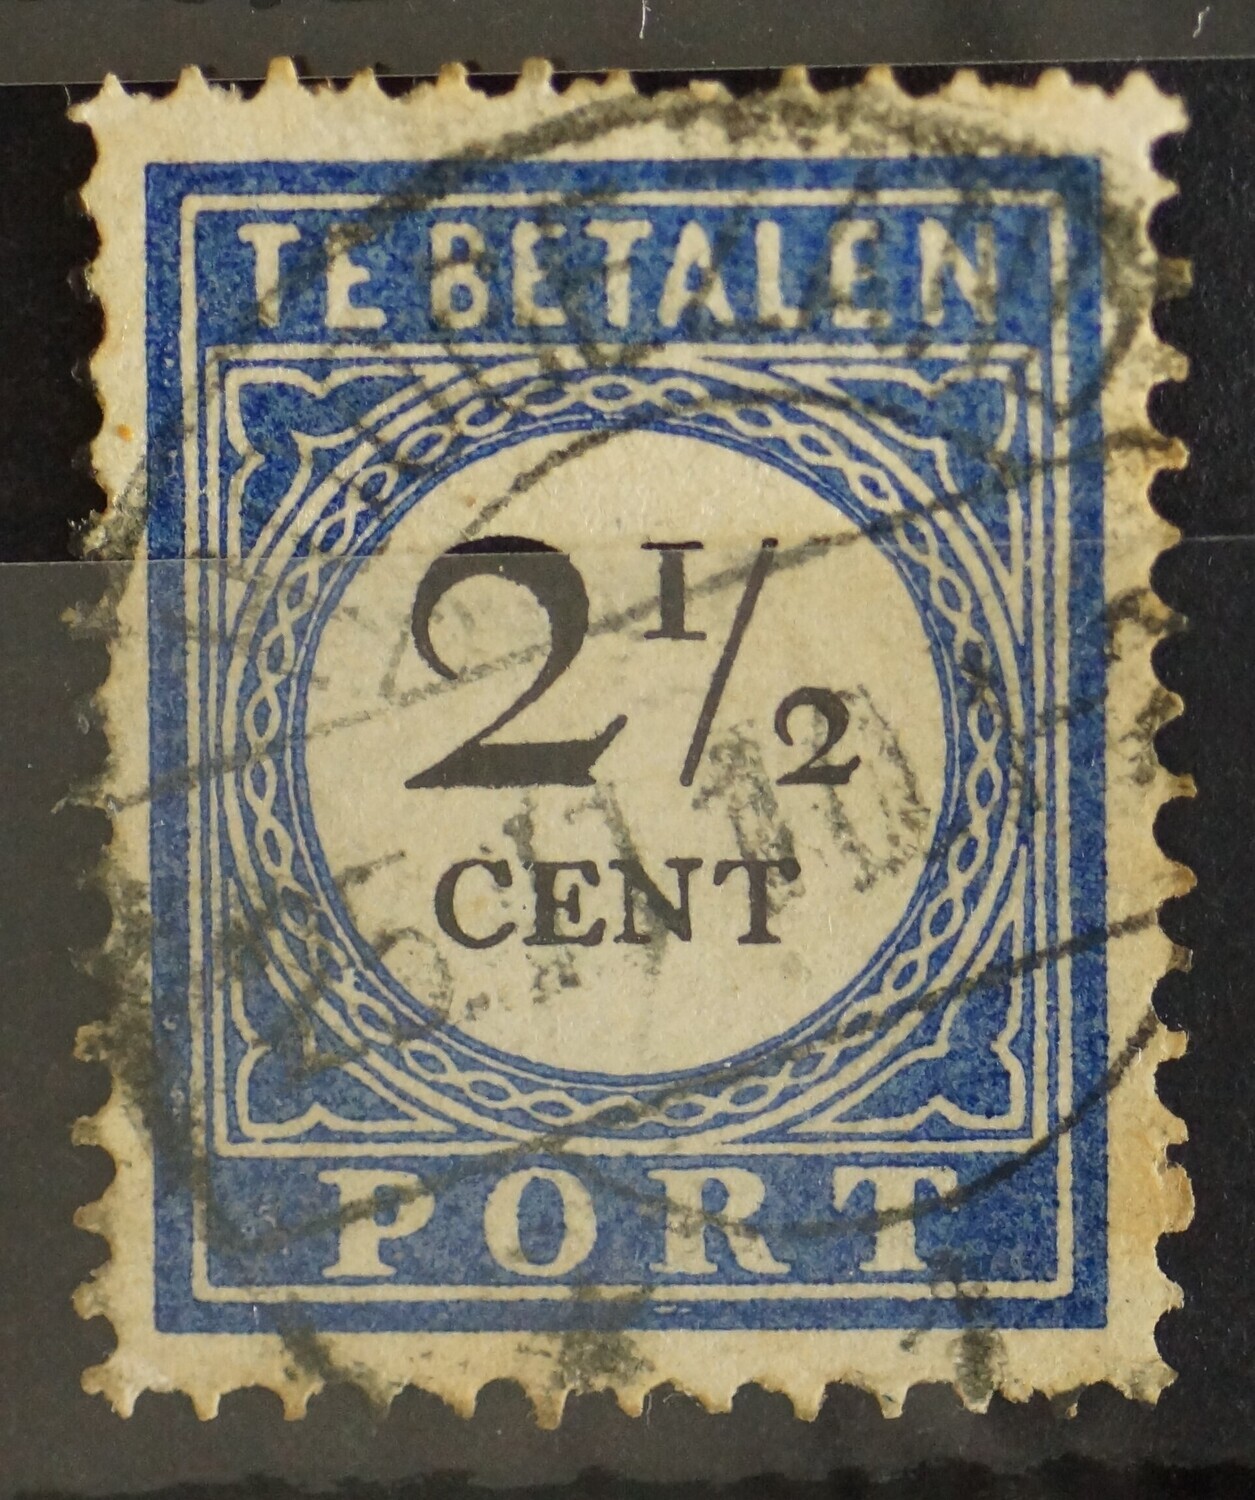 TE BETALEN
2 1/2
CENT
PORT